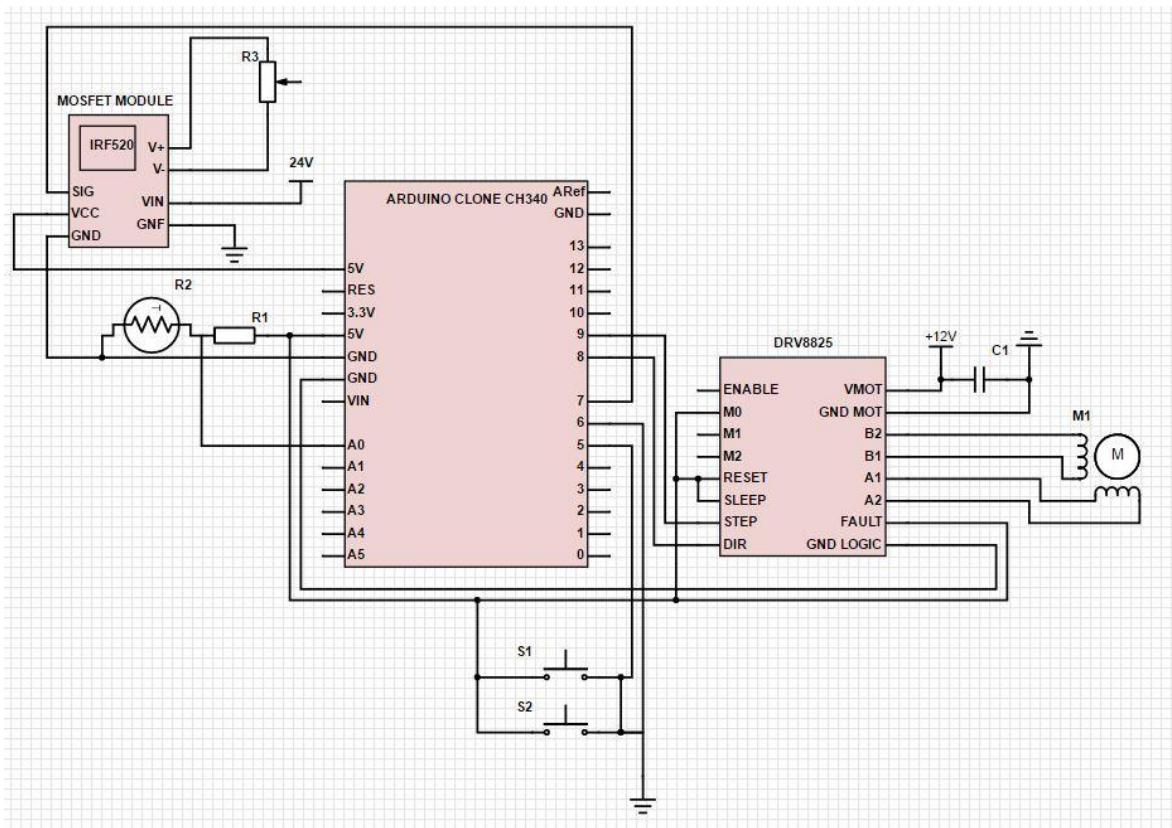 R3
MOSFET MODULE
IRF520
V+
V-
SIG
VCC
GND
VIN
GNF
24V
R2
T
R1
ARDUINO CLONE CH340
5V
RES
3.3V
5V
GND
GND
VIN
A0
A1
A2
A3
A4
A5
ARef
GND
13
12
11
10
9
8
7
6
5
4
3
2
1
0
DRV8825
ENABLE
M0
M1
M2
RESET
SLEEP
STEP
DIR
VMOT
GND MOT
B2
B1
A1
A2
FAULT
GND LOGIC
+12V
C1
M1
M
S1
S2